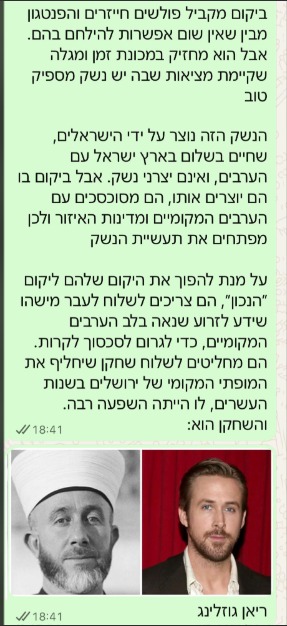 ביקום מקביל פולשים חייזרים והפנטגון
מבין שאין שום אפשרות להילחם בהם.
אבל הוא מחזיק במכונת זמן ומגלה
שקיימת מציאות שבה יש נשק מספיק
טוב
הנשק הזה נוצר על ידי הישראלים,
שחיים בשלום בארץ ישראל עם
הערבים, ואינם יצרני נשק. אבל ביקום בו
הם יוצרים אותו, הם מסוכסכים עם
הערבים המקומיים ומדינות האיזור ולכן
מפתחים את תעשיית הנשק
על מנת להפוך את היקום שלהם ליקום
"הנכון", הם צריכים לשלוח לעבר מישהו
שידע לזרוע שנאה בלב הערבים
המקומיים, כדי לגרום לסכסוך לקרות.
הם מחליטים לשלוח שחקן שיחליף את
המופתי המקומי של ירושלים בשנות
העשרים, לו הייתה השפעה רבה.
והשחקן הוא:
18:41
ריאן גוזלינג
18:41